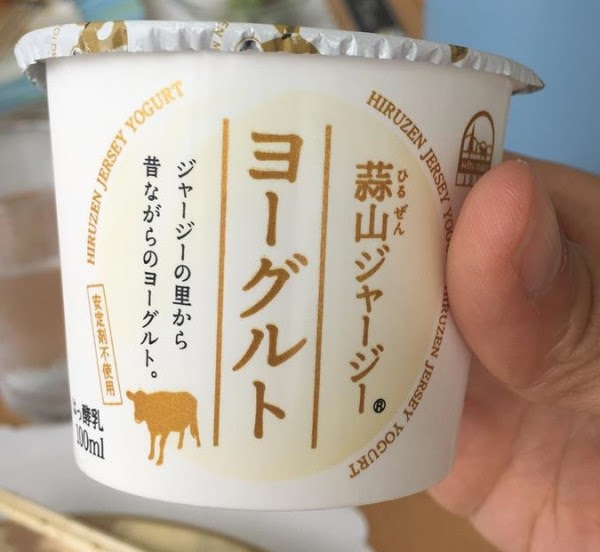 HIRUZEN JERSEY YOGURT
HIRUZEN JERSEY YOGURT
HIRUZEN JERSEY YOGURT
ひるぜん
蒜山ジャージー®
ヨーグルト
ジャージーの里から
昔ながらのヨーグルト。
安定剤不使用
っ酵乳
100ml